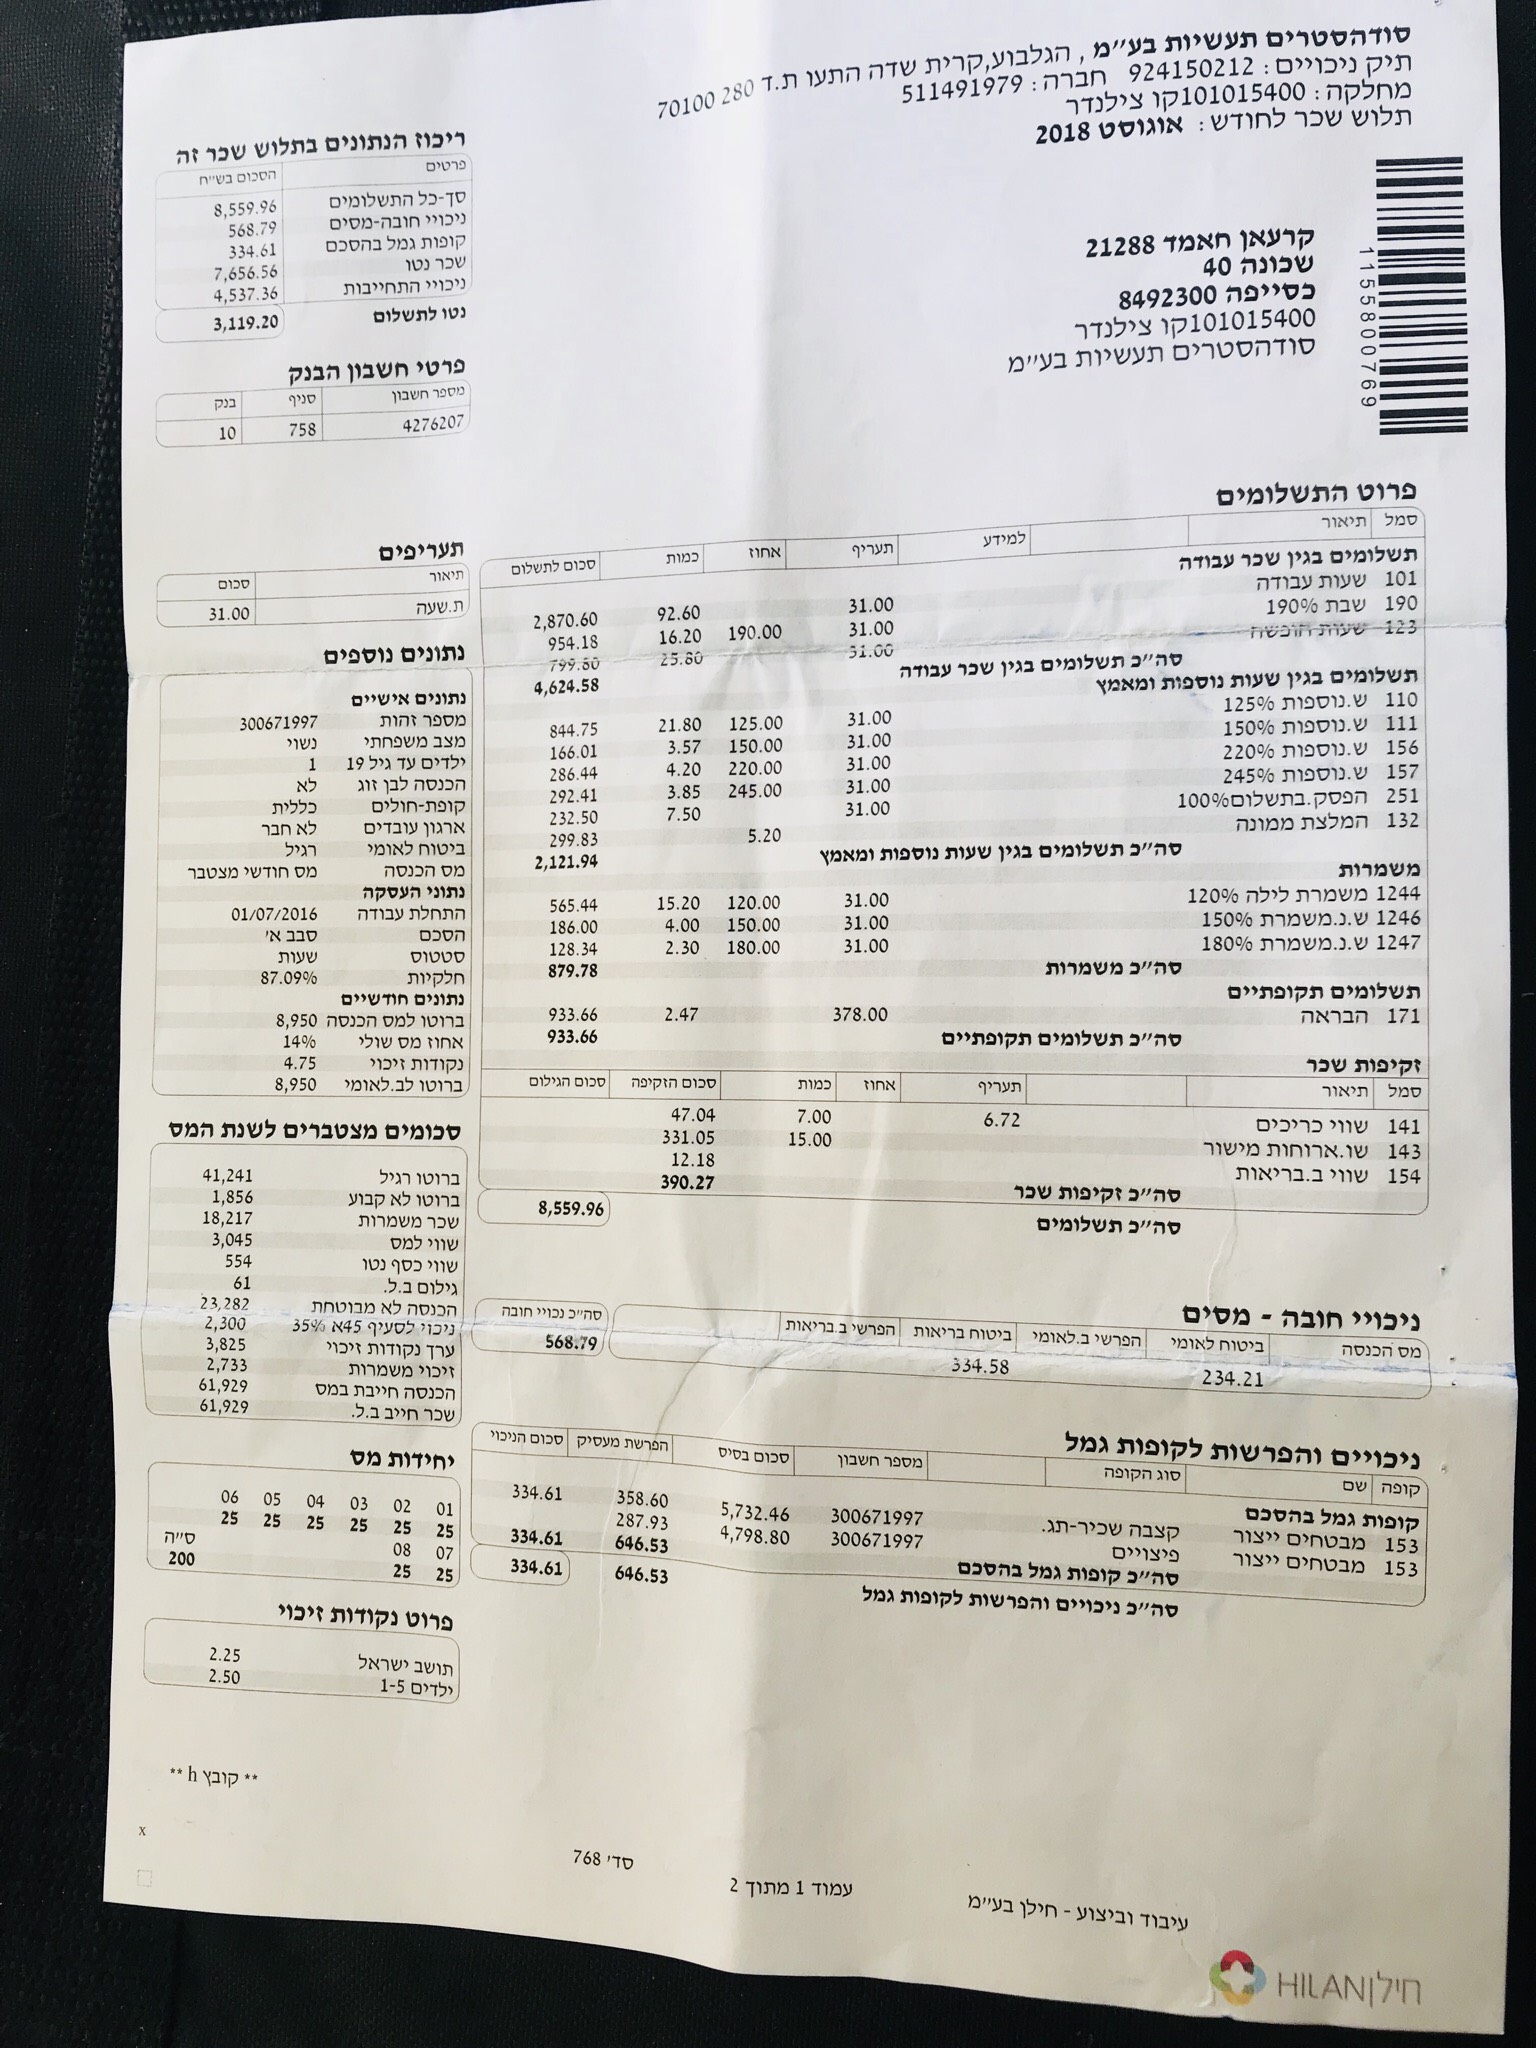 סודהסטרים תעשיות בע"מ , הגלבוע,קרית שדה התעו ת.ד 280 70100
תיק ניכויים : 924150212 חברה : 511491979
מחלקה : 101015400קו צילנדר
תלוש שכר לחודש : אוגוסט 2018
1155800769
קרעאן חאמד 21288
שכונה 40
כסייפה 8492300
101015400קו צילנדר
סודהסטרים תעשיות בע"מ
ריכוז הנתונים בתלוש שכר זה
פרטים הסכום בש"ח
סך-כל התשלומים 8,559.96
ניכויי חובה-מסים 568.79
קופות גמל בהסכם 334.61
שכר נטו 7,656.56
ניכויי התחייבות 4,537.36
נטו לתשלום 3,119.20
פרטי חשבון הבנק
מספר חשבון סניף בנק
4276207 758 10
פרוט התשלומים
סמל תיאור למידע תעריף אחוז כמות סכום לתשלום
תשלומים בגין שכר עבודה
101 שעות עבודה 31.00 92.60 2,870.60
190 שבת 190% 31.00 190.00 16.20 954.18
123 שעות חופשה 31.00 25.80 799.80
סה"כ תשלומים בגין שכר עבודה 4,624.58
תשלומים בגין שעות נוספות ומאמץ
110 ש.נוספות 125% 31.00 125.00 21.80 844.75
111 ש.נוספות 150% 31.00 150.00 3.57 166.01
156 ש.נוספות 220% 31.00 220.00 4.20 286.44
157 ש.נוספות 245% 31.00 245.00 3.85 292.41
251 הפסק.בתשלום100% 31.00 7.50 232.50
132 המלצת ממונה 5.20 299.83
סה"כ תשלומים בגין שעות נוספות ומאמץ 2,121.94
משמרות
1244 משמרת לילה 120% 31.00 120.00 15.20 565.44
1246 ש.נ.משמרת 150% 31.00 150.00 4.00 186.00
1247 ש.נ.משמרת 180% 31.00 180.00 2.30 128.34
סה"כ משמרות 879.78
תשלומים תקופתיים
171 הבראה 378.00 2.47 933.66
סה"כ תשלומים תקופתיים 933.66
זקיפות שכר
סמל תיאור תעריף אחוז כמות סכום הזקיפה סכום הגילום
141 שווי כריכים 6.72 7.00 47.04
143 שו.ארוחות מישור 15.00 331.05
154 שווי ב.בריאות 12.18
סה"כ זקיפות שכר 390.27
סה"כ תשלומים 8,559.96
ניכויי חובה - מסים
מס הכנסה ביטוח לאומי הפרשי ב.לאומי ביטוח בריאות הפרשי ב.בריאות סה"כ נכויי חובה
234.21 334.58 568.79
ניכויים והפרשות לקופות גמל
קופה שם סוג הקופה מספר חשבון סכום בסיס הפרשת מעסיק סכום הניכוי
קופות גמל בהסכם
153 מבטחים ייצור קצבה שכיר-תג. 300671997 5,732.46 358.60 334.61
153 מבטחים ייצור פיצויים 300671997 4,798.80 287.93
סה"כ קופות גמל בהסכם 646.53 334.61
סה"כ ניכויים והפרשות לקופות גמל 646.53 334.61
תעריפים
תיאור סכום
ת.שעה 31.00
נתונים נוספים
נתונים אישיים
מספר זהות 300671997
מצב משפחתי נשוי
ילדים עד גיל 19 1
הכנסה לבן זוג לא
קופת-חולים כללית
ארגון עובדים לא חבר
ביטוח לאומי רגיל
מס הכנסה מס חודשי מצטבר
נתוני העסקה
התחלת עבודה 01/07/2016
הסכם סבב א'
סטטוס שעות
חלקיות 87.09%
נתונים חודשיים
ברוטו למס הכנסה 8,950
אחוז מס שולי 14%
נקודות זיכוי 4.75
ברוטו לב.לאומי 8,950
סכומים מצטברים לשנת המס
ברוטו רגיל 41,241
ברוטו לא קבוע 1,856
שכר משמרות 18,217
שווי למס 3,045
שווי כסף נטו 554
גילום ב.ל. 61
הכנסה לא מבוטחת 23,282
ניכוי לסעיף 45א 35% 2,300
ערך נקודות זיכוי 3,825
זיכוי משמרות 2,733
הכנסה חייבת במס 61,929
שכר חייב ב.ל. 61,929
יחידות מס
01 02 03 04 05 06
25 25 25 25 25 25
07 08 ס"ה
25 25 200
פרוט נקודות זיכוי
תושב ישראל 2.25
ילדים 1-5 2.50
** קובץ h **
x
סד' 768
עמוד 1 מתוך 2
עיבוד וביצוע - חילן בע"מ
חילן HILAN